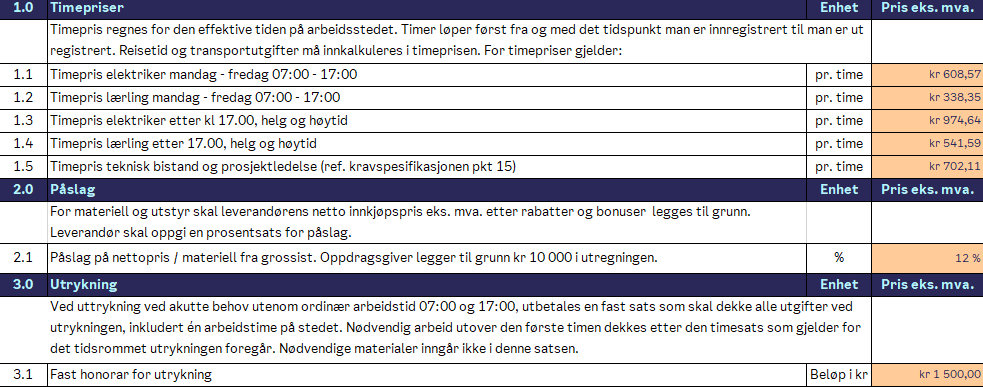 1.0 Timepriser Enhet Pris eks. mva.
Timepris regnes for den effektive tiden på arbeidsstedet. Timer løper først fra og med det tidspunkt man er innregistrert til man er ut
registrert. Reisetid og transportutgifter må innkalkuleres i timeprisen. For timepriser gjelder:
1.1 Timepris elektriker mandag - fredag 07:00 - 17:00 pr. time kr 608,57
1.2 Timepris lærling mandag - fredag 07:00 - 17:00 pr. time kr 338,35
1.3 Timepris elektriker etter kl 17.00, helg og høytid pr. time kr 974,64
1.4 Timepris lærling etter 17.00, helg og høytid pr. time kr 541,59
1.5 Timepris teknisk bistand og prosjektledelse (ref. kravspesifikasjonen pkt 15) pr. time kr 702,11
2.0 Påslag Enhet Pris eks. mva.
For materiell og utstyr skal leverandørens netto innkjøpspris eks. mva. etter rabatter og bonuser legges til grunn.
Leverandør skal oppgi en prosentsats for påslag.
2.1 Påslag på nettopris / materiell fra grossist. Oppdragsgiver legger til grunn kr 10 000 i utregningen. % 12 %
3.0 Utrykning Enhet Pris eks. mva.
Ved uttrykning ved akutte behov utenom ordinær arbeidstid 07:00 og 17:00, utbetales en fast sats som skal dekke alle utgifter ved
utrykningen, inkludert én arbeidstime på stedet. Nødvendig arbeid utover den første timen dekkes etter den timesats som gjelder for
det tidsrommet utrykningen foregår. Nødvendige materialer inngår ikke i denne satsen.
3.1 Fast honorar for utrykning Beløp i kr kr 1 500,00